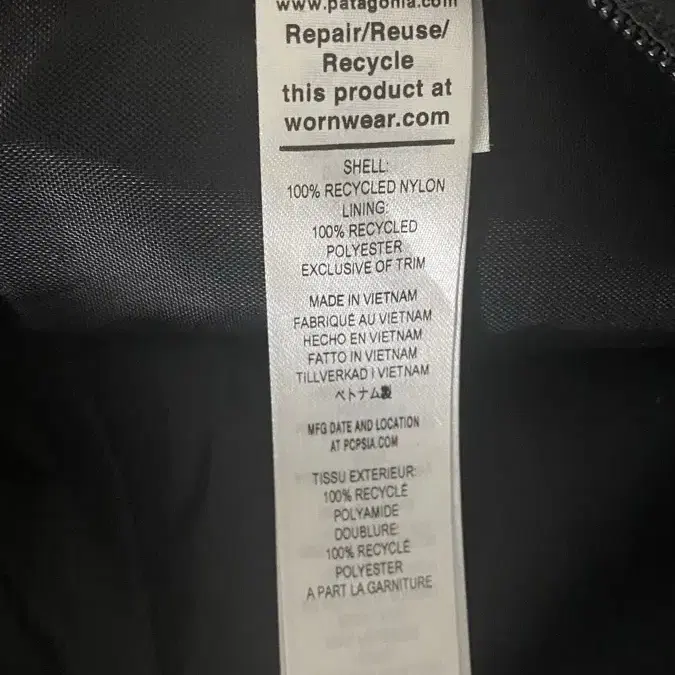 www.patagonia.com
Repair/Reuse/
Recycle
this product at
wornwear.com
SHELL:
100% RECYCLED NYLON
LINING:
100% RECYCLED
POLYESTER
EXCLUSIVE OF TRIM
MADE IN VIETNAM
FABRIQUÉ AU VIETNAM
HECHO EN VIETNAM
FATTO IN VIETNAM
TILLVERKAD I VIETNAM
ベトナム製
MFG DATE AND LOCATION
AT PCPSIA.COM
TISSU EXTERIEUR:
100% RECYCLÉ
POLYAMIDE
DOUBLURE:
100% RECYCLÉ
POLYESTER
A PART LA GARNITURE